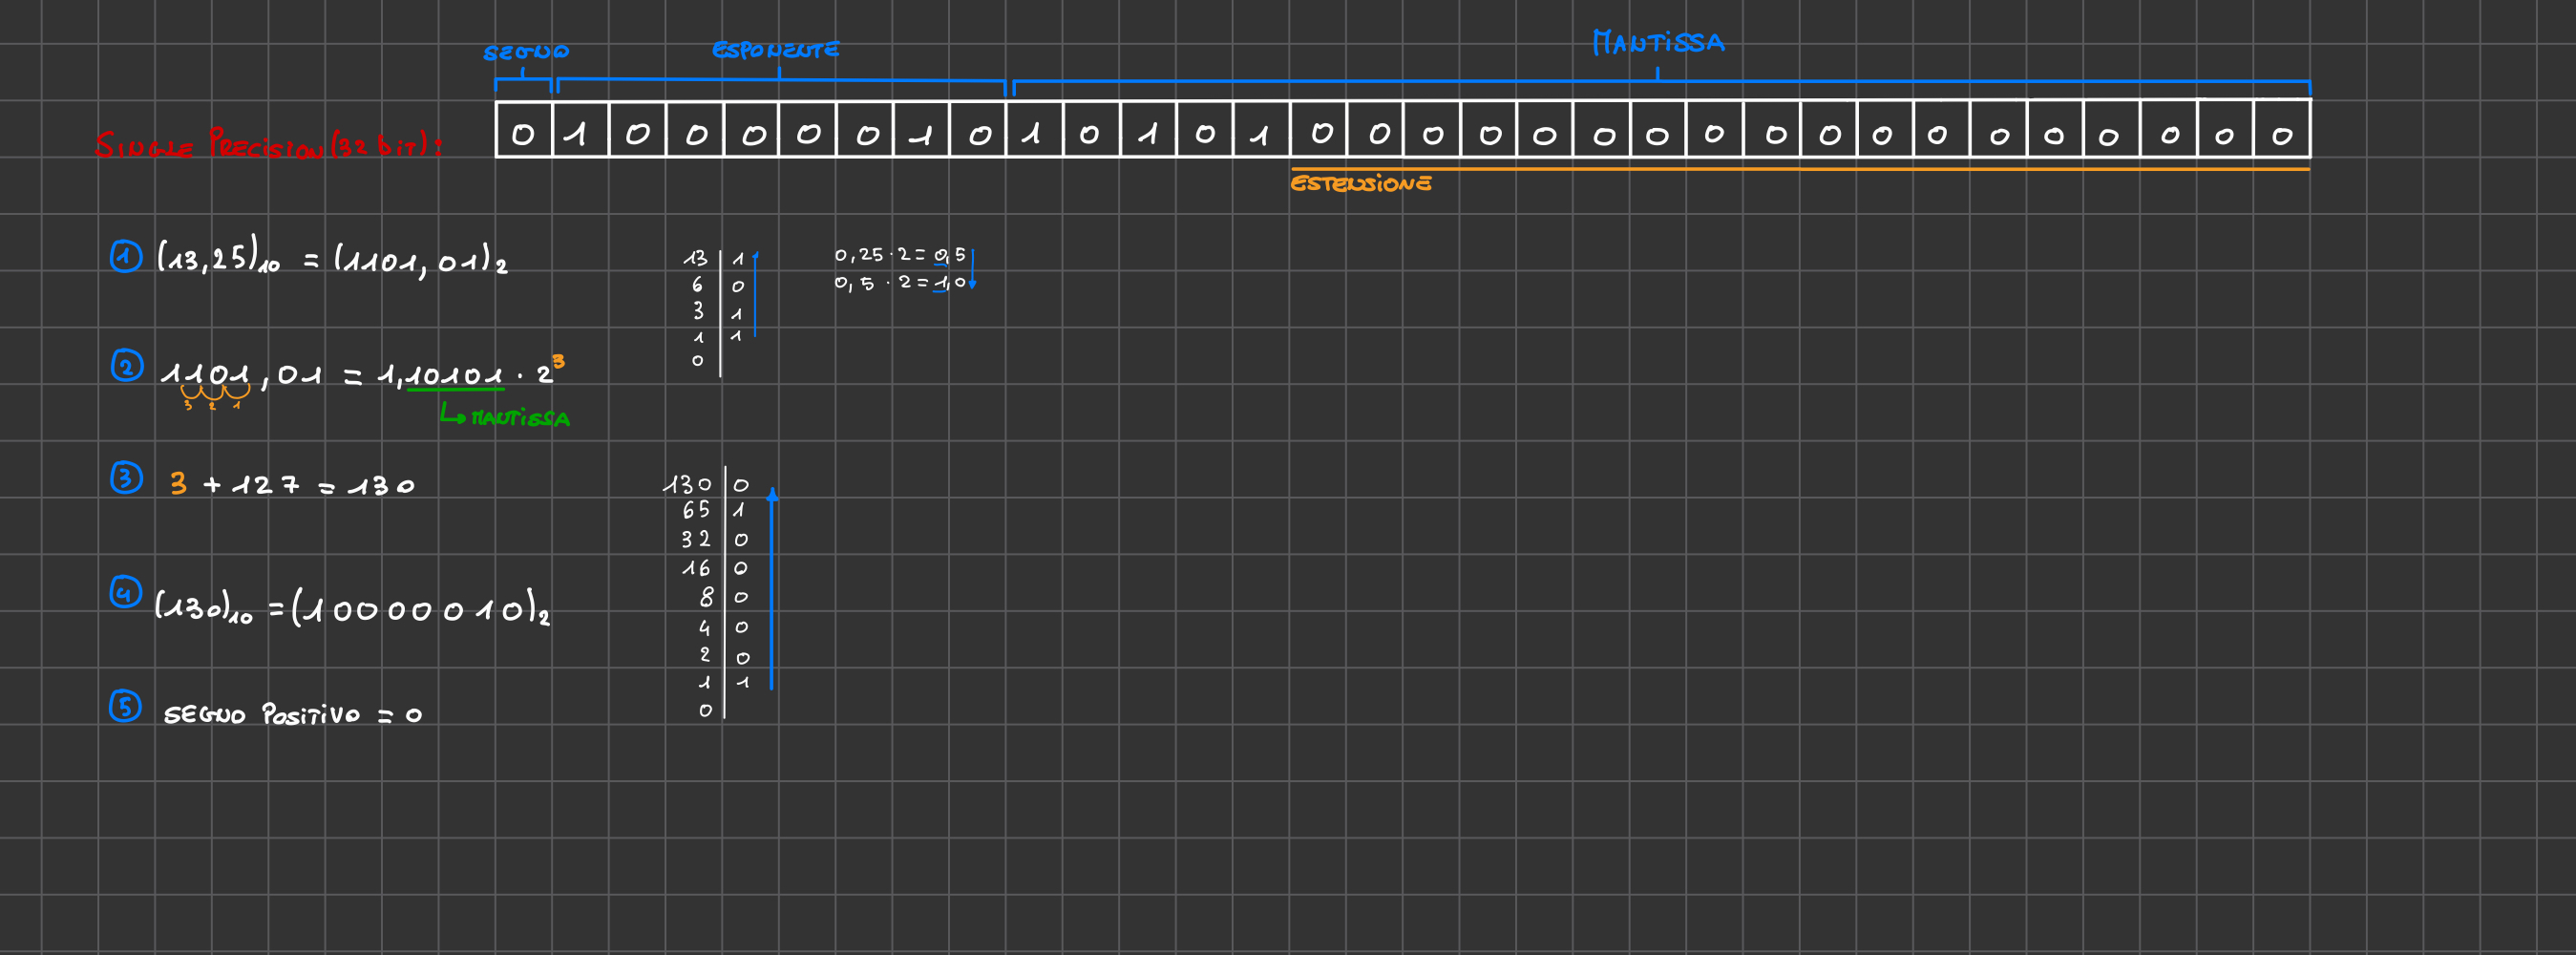 SEGNO ESPONENTE MANTiSSA
SINGLE PRECISION (32 bit): 0 1 0 0 0 0 0 1 0 1 0 1 0 1 0 0 0 0 0 0 0 0 0 0 0 0 0 0 0 0 0 0
ESTENSIONE
1 (13,25)10 = (1101,01)2
13 1
6 0
3 1
1 1
0
0,25 · 2 = 0,5
0,5 · 2 = 1,0
2 1101,01 = 1,10101 · 2³
3 2 1
↳ MANTiSSA
3 3 + 127 = 130
130 0
65 1
32 0
16 0
8 0
4 0
2 0
1 1
0
4 (130)10 = (10000010)2
5 SEGNO POSiTiVO = 0